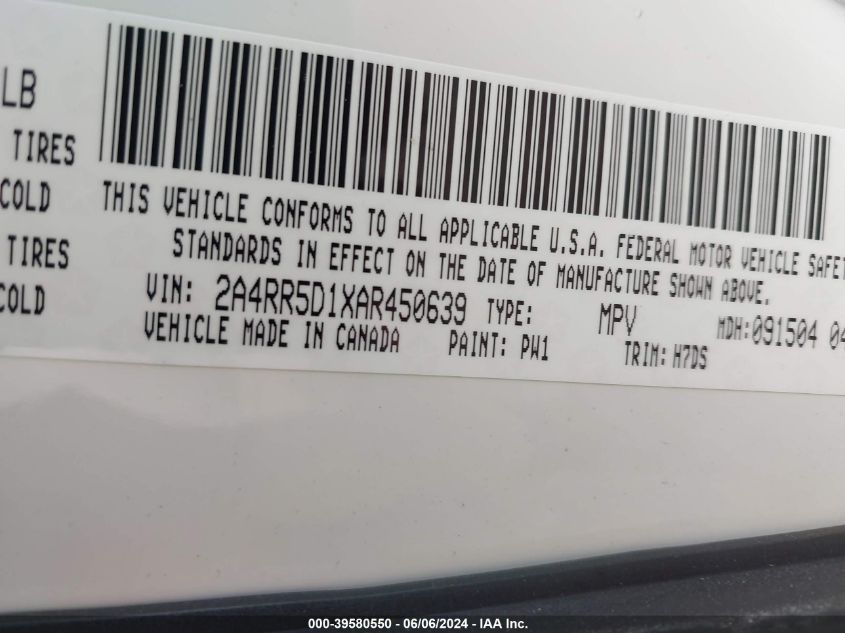 LB
TIRES
COLD
TIRES
COLD
THIS VEHICLE CONFORMS TO ALL APPLICABLE U.S.A. FEDERAL MOTOR VEHICLE SAFET
STANDARDS IN EFFECT ON THE DATE OF MANUFACTURE SHOWN ABOVE.
VIN: 2A4RR5D1XAR450639 TYPE: MPV MDH:091504 04
VEHICLE MADE IN CANADA PAINT: PW1 TRIM: H7DS
000-39580550 - 06/06/2024 - IAA Inc.